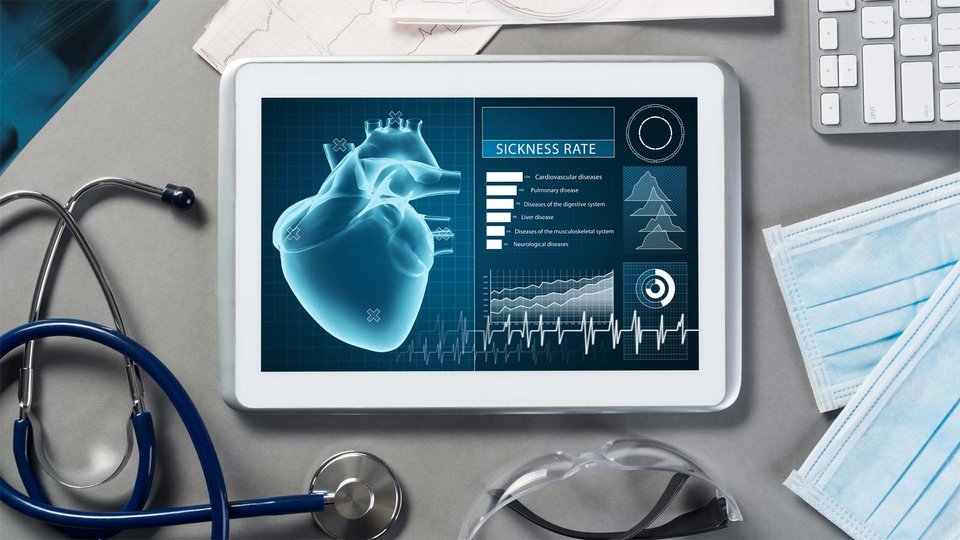 SICKNESS RATE
Cardiovascular diseases
Pulmonary disease
Diseases of the digestive system
Liver disease
Diseases of the musculoskeletal system
Neurological diseases
shift